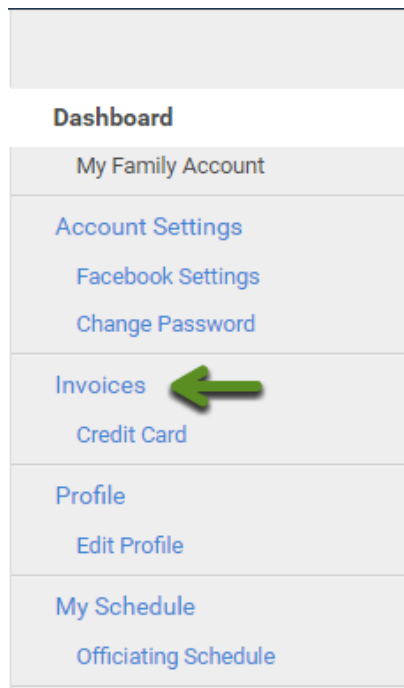 Dashboard
My Family Account
Account Settings
Facebook Settings
Change Password
Invoices
Credit Card
Profile
Edit Profile
My Schedule
Officiating Schedule